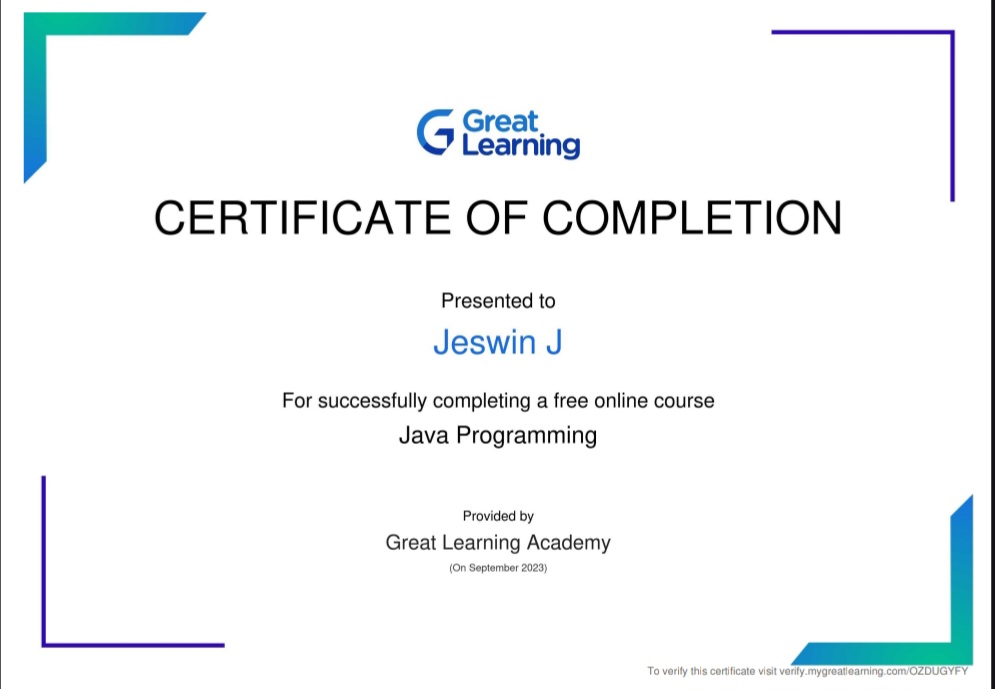 Great
Learning
CERTIFICATE OF COMPLETION
Presented to
Jeswin J
For successfully completing a free online course
Java Programming
Provided by
Great Learning Academy
(On September 2023)
To verify this certificate visit verify.mygreatlearning.com/OZDUGYFY